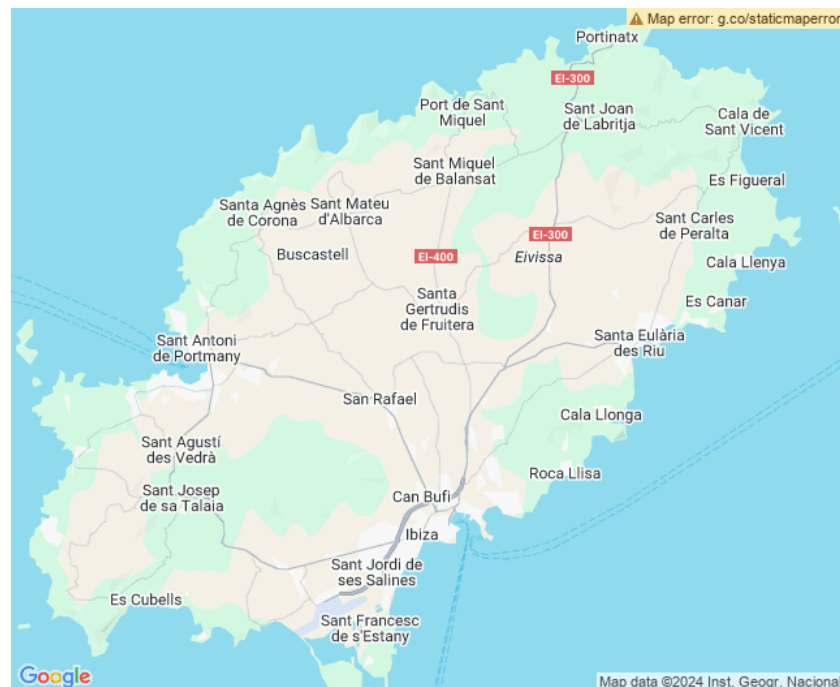 Map error: g.co/staticmaperror
Portinatx
EI-300
Port de Sant
Miquel
Sant Joan
de Labritja
Cala de
Sant Vicent
Sant Miquel
de Balansat
Es Figueral
Santa Agnès
de Corona
Sant Mateu
d'Albarca
Sant Carles
de Peralta
EI-300
Buscastell
EI-400
Eivissa
Cala Llenya
Santa
Gertrudis
de Fruitera
Es Canar
Sant Antoni
de Portmany
Santa Eulària
des Riu
San Rafael
Cala Llonga
Sant Agustí
des Vedrà
Roca Llisa
Sant Josep
de sa Talaia
Can Bufi
Ibiza
Sant Jordi de
ses Salines
Es Cubells
Sant Francesc
de s'Estany
Google
Map data ©2024 Inst. Geogr. Nacional